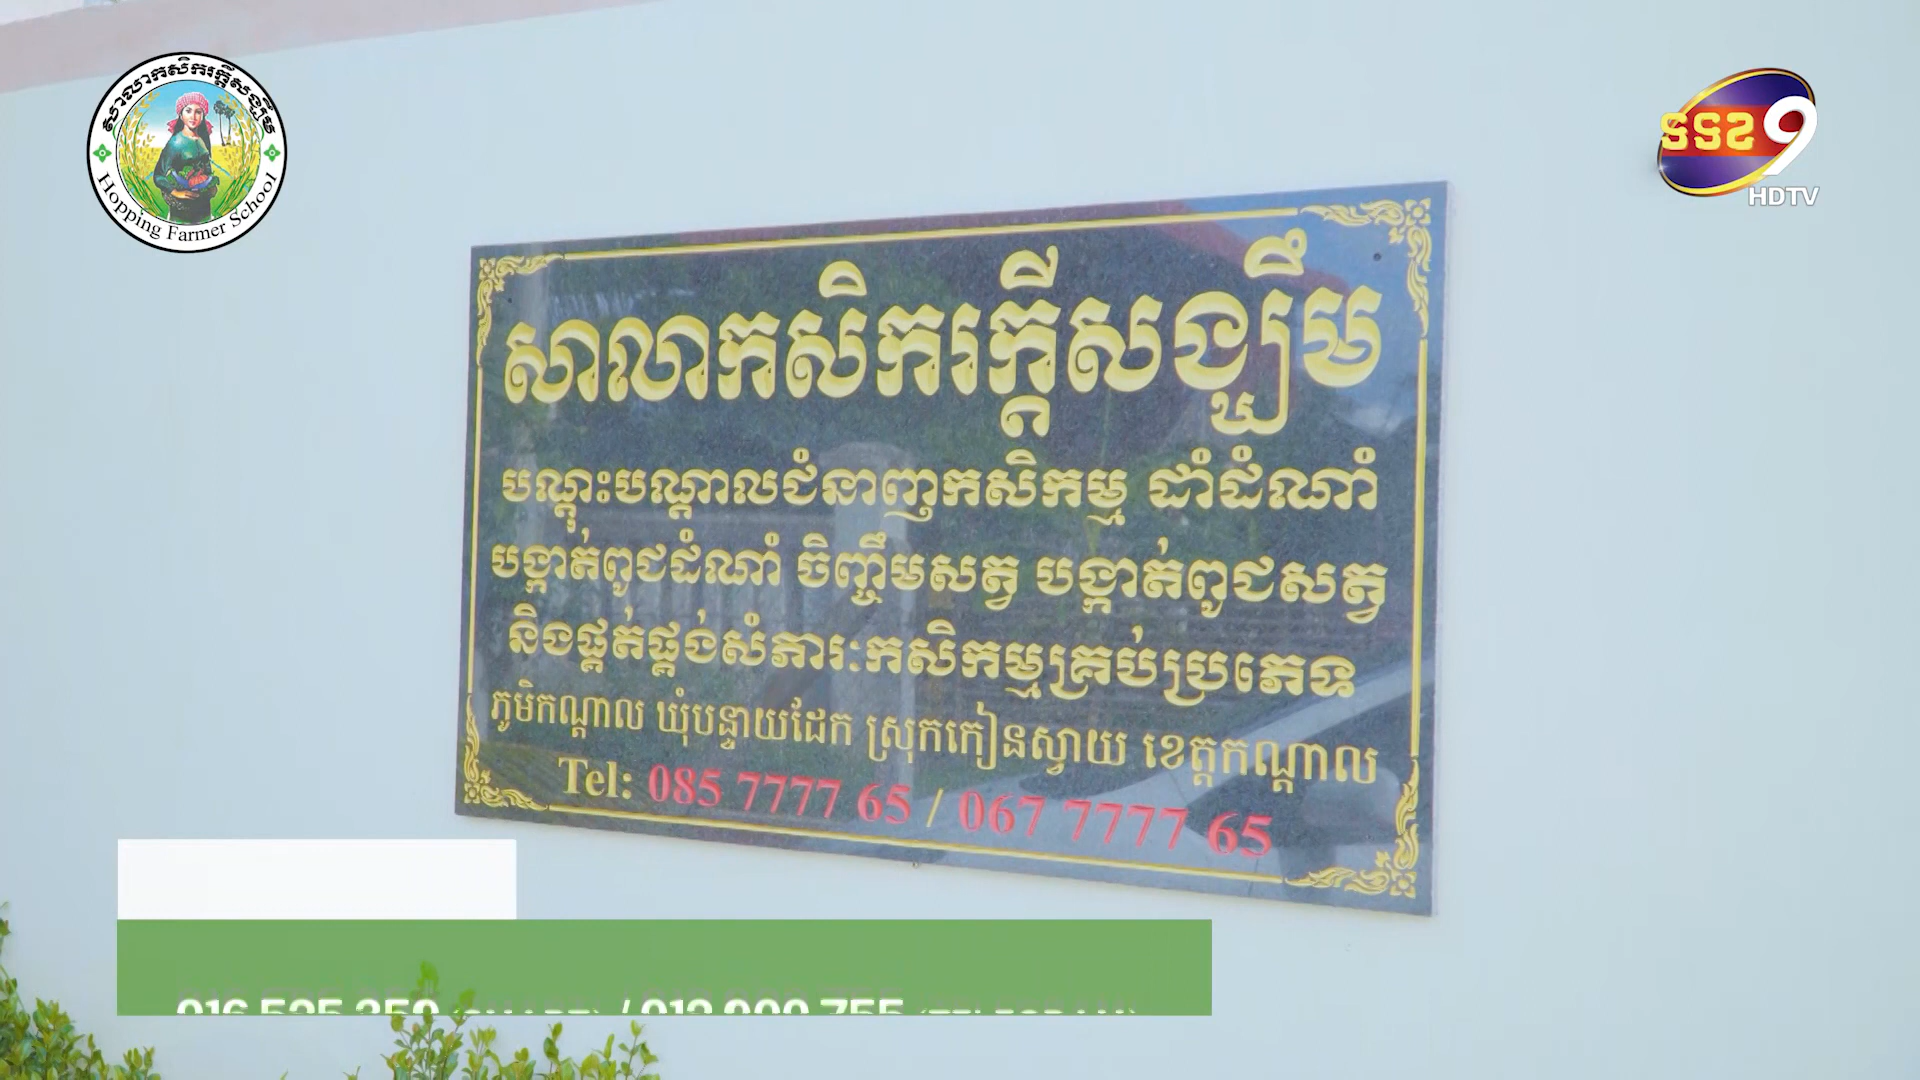 សាលាកសិករក្តីសង្ឃឹម
Hopping Farmer School
ទទខ 9
HDTV
សាលាកសិករក្តីសង្ឃឹម
បណ្តុះបណ្តាលជំនាញកសិកម្ម ដាំដំណាំ
បង្កាត់ពូជដំណាំ ចិញ្ចឹមសត្វ បង្កាត់ពូជសត្វ
និងផ្គត់ផ្គង់សំភារៈកសិកម្មគ្រប់ប្រភេទ
ភូមិកណ្តាល ឃុំបន្ទាយដែក ស្រុកកៀនស្វាយ ខេត្តកណ្តាល
Tel: 085 7777 65 / 067 7777 65